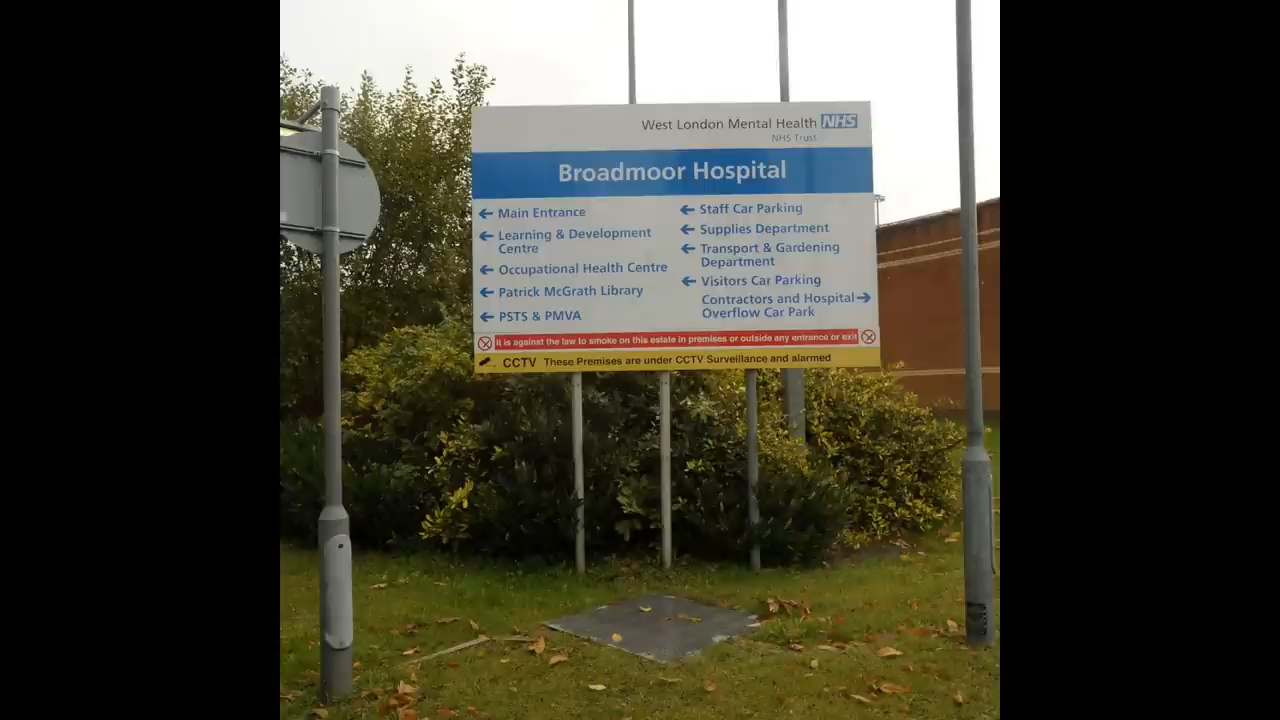 West London Mental Health NHS
NHS Trust
Broadmoor Hospital
Main Entrance
Learning & Development
Centre
Occupational Health Centre
Patrick McGrath Library
PSTS & PMVA
Staff Car Parking
Supplies Department
Transport & Gardening
Department
Visitors Car Parking
Contractors and Hospital
Overflow Car Park
It is against the law to smoke on this estate in premises or outside any entrance or exit
CCTV These Premises are under CCTV Surveillance and alarmed